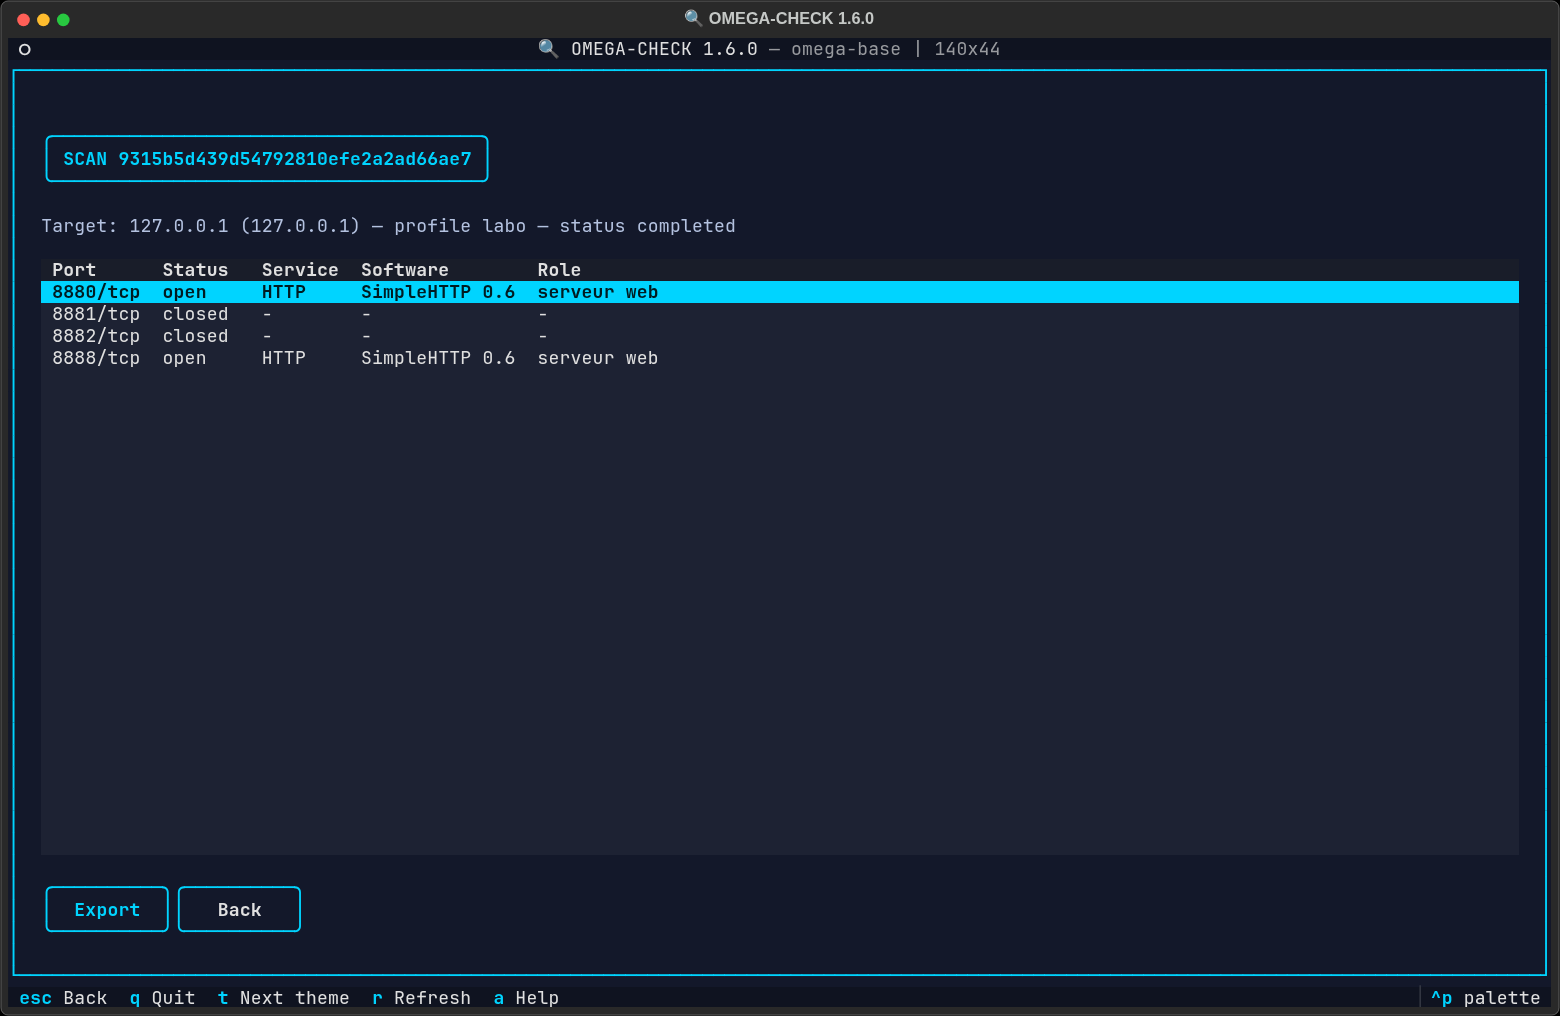 🔍 OMEGA-CHECK 1.6.0
🔍 OMEGA-CHECK 1.6.0 — omega-base | 140x44
SCAN 9315b5d439d54792810efe2a2ad66ae7
Target: 127.0.0.1 (127.0.0.1) — profile labo — status completed
Port Status Service Software Role
8880/tcp open HTTP SimpleHTTP 0.6 serveur web
8881/tcp closed - - -
8882/tcp closed - - -
8888/tcp open HTTP SimpleHTTP 0.6 serveur web
Export Back
esc Back q Quit t Next theme r Refresh a Help ^p palette